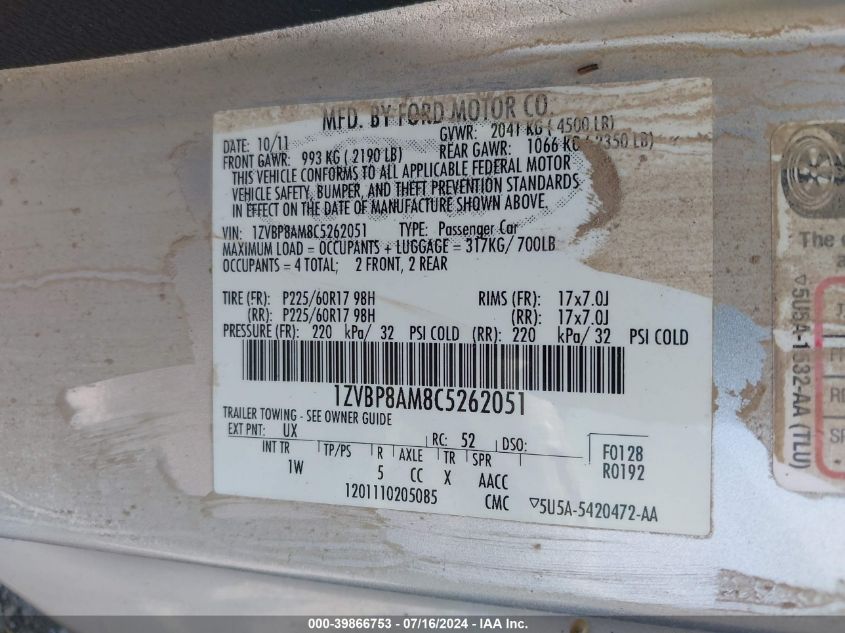 MFD. BY FORD MOTOR CO.
DATE: 10/11 GVWR: 2041 KG ( 4500 LB)
FRONT GAWR: 993 KG ( 2190 LB) REAR GAWR: 1066 KG ( 2350 LB)
THIS VEHICLE CONFORMS TO ALL APPLICABLE FEDERAL MOTOR
VEHICLE SAFETY, BUMPER, AND THEFT PREVENTION STANDARDS
IN EFFECT ON THE DATE OF MANUFACTURE SHOWN ABOVE.
VIN: 1ZVBP8AM8C5262051 TYPE: Passenger Car
MAXIMUM LOAD = OCCUPANTS + LUGGAGE = 317KG/ 700LB
OCCUPANTS = 4 TOTAL; 2 FRONT, 2 REAR
TIRE (FR): P225/60R17 98H RIMS (FR): 17x7.0J
(RR): P225/60R17 98H (RR): 17x7.0J
PRESSURE (FR): 220 kPa/ 32 PSI COLD (RR): 220 kPa/ 32 PSI COLD
1ZVBP8AM8C5262051
TRAILER TOWING - SEE OWNER GUIDE
EXT PNT: UX RC: 52 DSO: F0128
INT TR TP/PS R AXLE TR SPR R0192
1W 5 CC X AACC
1201110205085 CMC ▽5U5A-5420472-AA
The
▽5U5A-1532-AA (TLU)
000-39866753 / 07/16/2024 / IAA Inc.